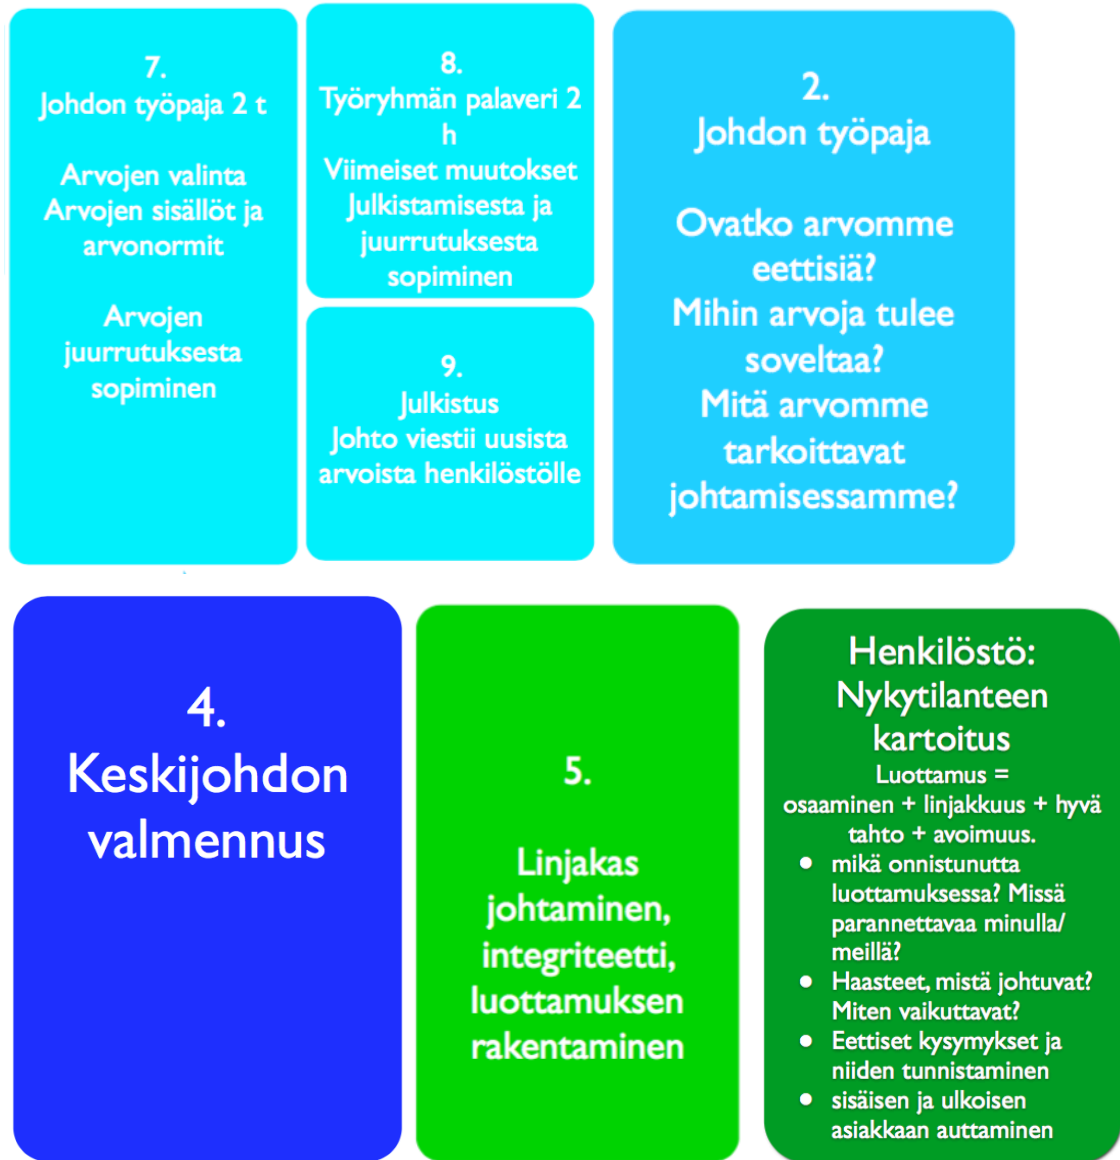 7.
Johdon työpaja 2 t
Arvojen valinta
Arvojen sisällöt ja
arvonormit
Arvojen
juurrutuksesta
sopiminen
8.
Työryhmän palaveri 2
h
Viimeiset muutokset
Julkistamisesta ja
juurrutuksesta
sopiminen
9.
Julkistus
Johto viestii uusista
arvoista henkilöstölle
2.
Johdon työpaja
Ovatko arvomme
eettisiä?
Mihin arvoja tulee
soveltaa?
Mitä arvomme
tarkoittavat
johtamisessamme?
4.
Keskijohdon
valmennus
5.
Linjakas
johtaminen,
integriteetti,
luottamuksen
rakentaminen
Henkilöstö:
Nykytilanteen
kartoitus
Luottamus =
osaaminen + linjakkuus + hyvä
tahto + avoimuus.
• mikä onnistunutta
luottamuksessa? Missä
parannettavaa minulla/
meillä?
• Haasteet, mistä johtuvat?
Miten vaikuttavat?
• Eettiset kysymykset ja
niiden tunnistaminen
• sisäisen ja ulkoisen
asiakkaan auttaminen